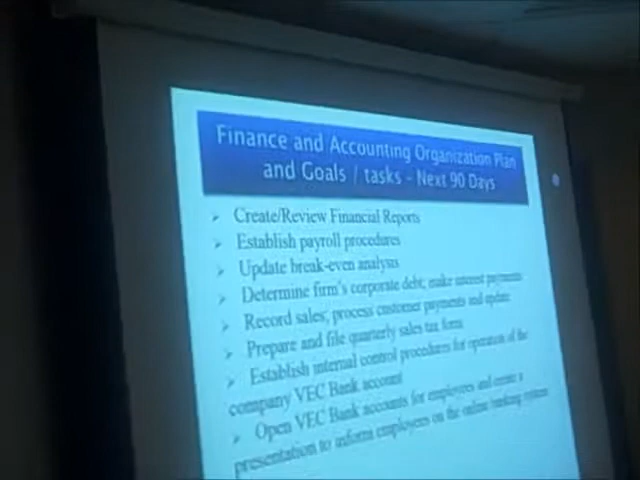 Finance and Accounting Organization Plan
and Goals / tasks - Next 90 Days
➢ Create/Review Financial Reports
➢ Establish payroll procedures
➢ Update break-even analysis
➢ Determine firm's corporate debt, make interest payments
➢ Record sales, process customer payments and update
➢ Prepare and file quarterly sales tax forms
➢ Establish internal control procedures for operation of the
company VEC Bank account
➢ Open VEC Bank accounts for employees and create a
presentation to inform employees on the online banking system